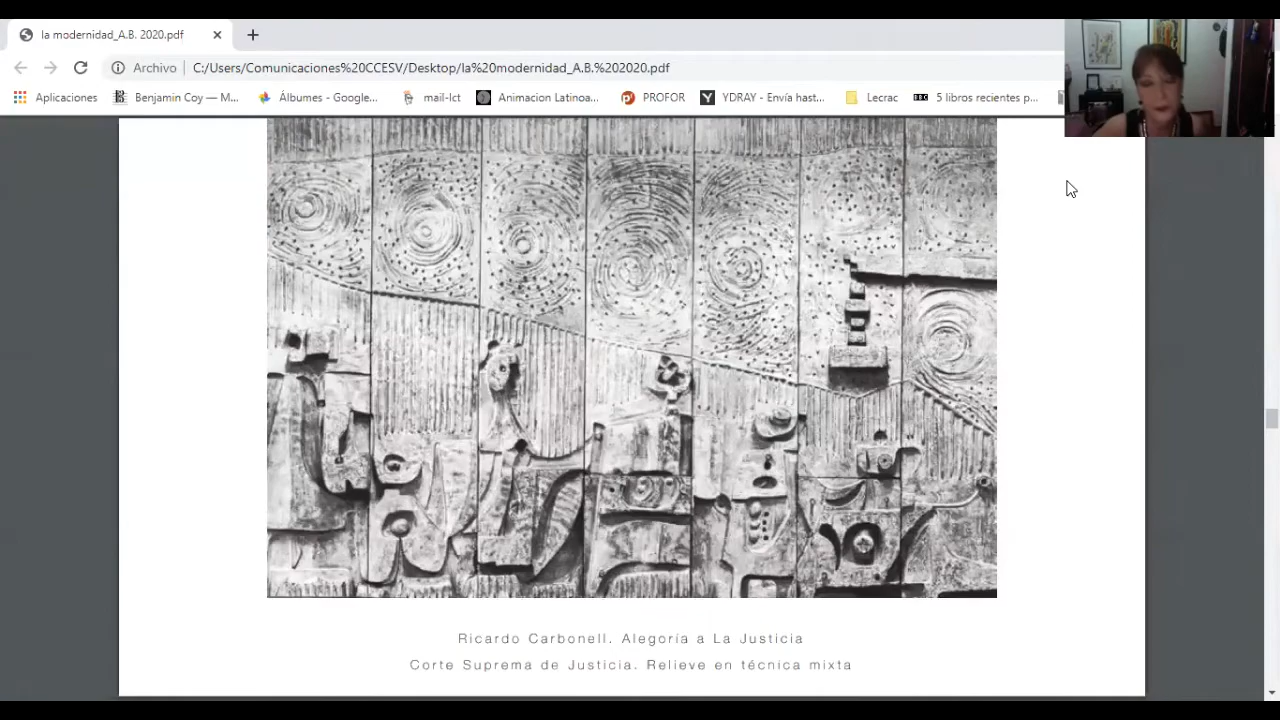 la modernidad_A.B. 2020.pdf
Archivo
C:/Users/Comunicaciones%20CCESV/Desktop/la%20modernidad_A.B.%202020.pdf
Aplicaciones
Benjamin Coy — M...
Álbumes - Google...
mail-lct
Animacion Latinoa...
PROFOR
YDRAY - Envía hast...
Lecrac
BBC 5 libros recientes p...
Ricardo Carbonell. Alegoría a La Justicia
Corte Suprema de Justicia. Relieve en técnica mixta